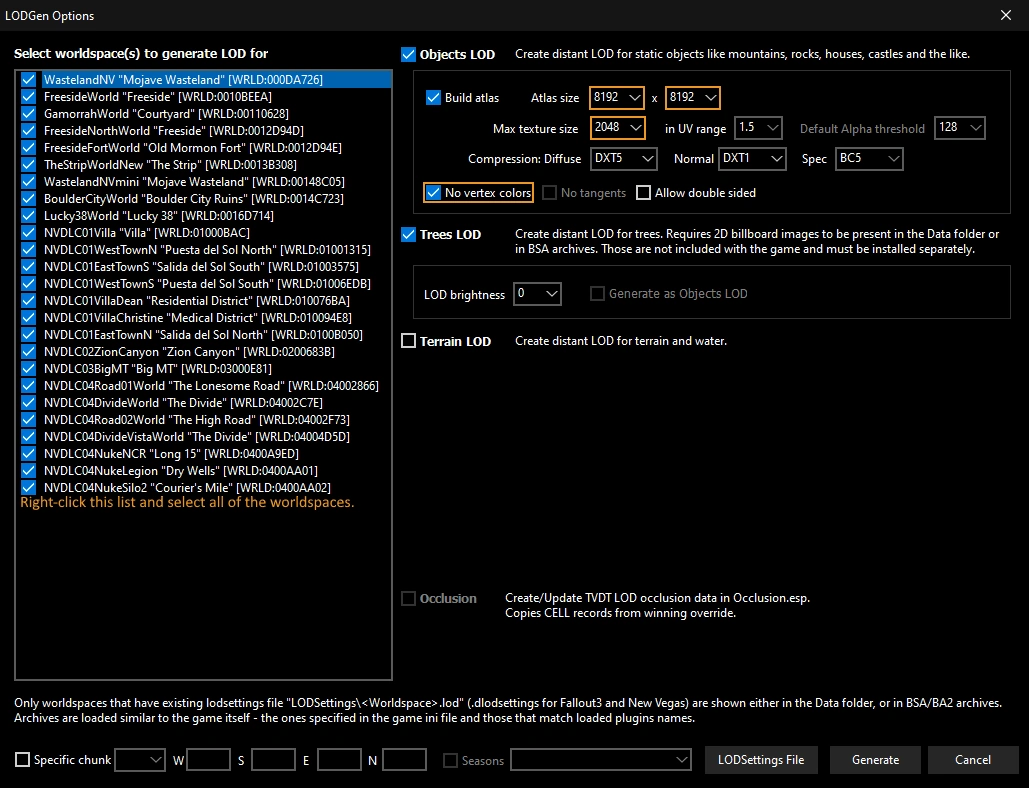 LODGen Options
Select worldspace(s) to generate LOD for
WastelandNV "Mojave Wasteland" [WRLD:000DA726]
FreesideWorld "Freeside" [WRLD:0010BEEA]
GamorrahWorld "Courtyard" [WRLD:00110628]
FreesideNorthWorld "Freeside" [WRLD:0012D94D]
FreesideFortWorld "Old Mormon Fort" [WRLD:0012D94E]
TheStripWorldNew "The Strip" [WRLD:0013B308]
WastelandNVmini "Mojave Wasteland" [WRLD:00148C05]
BoulderCityWorld "Boulder City Ruins" [WRLD:0014C723]
Lucky38World "Lucky 38" [WRLD:0016D714]
NVDLC01Villa "Villa" [WRLD:01000BAC]
NVDLC01WestTownN "Puesta del Sol North" [WRLD:01001315]
NVDLC01EastTownS "Salida del Sol South" [WRLD:01003575]
NVDLC01WestTownS "Puesta del Sol South" [WRLD:01006EDB]
NVDLC01VillaDean "Residential District" [WRLD:010076BA]
NVDLC01VillaChristine "Medical District" [WRLD:010094E8]
NVDLC01EastTownN "Salida del Sol North" [WRLD:0100B050]
NVDLC02ZionCanyon "Zion Canyon" [WRLD:0200683B]
NVDLC03BigMT "Big MT" [WRLD:03000E81]
NVDLC04Road01World "The Lonesome Road" [WRLD:04002866]
NVDLC04DivideWorld "The Divide" [WRLD:04002C7E]
NVDLC04Road02World "The High Road" [WRLD:04002F73]
NVDLC04DivideVistaWorld "The Divide" [WRLD:04004D5D]
NVDLC04NukeNCR "Long 15" [WRLD:0400A9ED]
NVDLC04NukeLegion "Dry Wells" [WRLD:0400AA01]
NVDLC04NukeSilo2 "Courier's Mile" [WRLD:0400AA02]
Right-click this list and select all of the worldspaces.
Objects LOD Create distant LOD for static objects like mountains, rocks, houses, castles and the like.
Build atlas Atlas size 8192 x 8192
Max texture size 2048 in UV range 1.5 Default Alpha threshold 128
Compression: Diffuse DXT5 Normal DXT1 Spec BC5
No vertex colors No tangents Allow double sided
Trees LOD Create distant LOD for trees. Requires 2D billboard images to be present in the Data folder or
in BSA archives. Those are not included with the game and must be installed separately.
LOD brightness 0 Generate as Objects LOD
Terrain LOD Create distant LOD for terrain and water.
Occlusion Create/Update TVDT LOD occlusion data in Occlusion.esp.
Copies CELL records from winning override.
Only worldspaces that have existing lodsettings file "LODSettings\<Worldspace>.lod" (.dlodsettings for Fallout3 and New Vegas) are shown either in the Data folder, or in BSA/BA2 archives.
Archives are loaded similar to the game itself - the ones specified in the game ini file and those that match loaded plugins names.
Specific chunk W S E N Seasons LODSettings File Generate Cancel